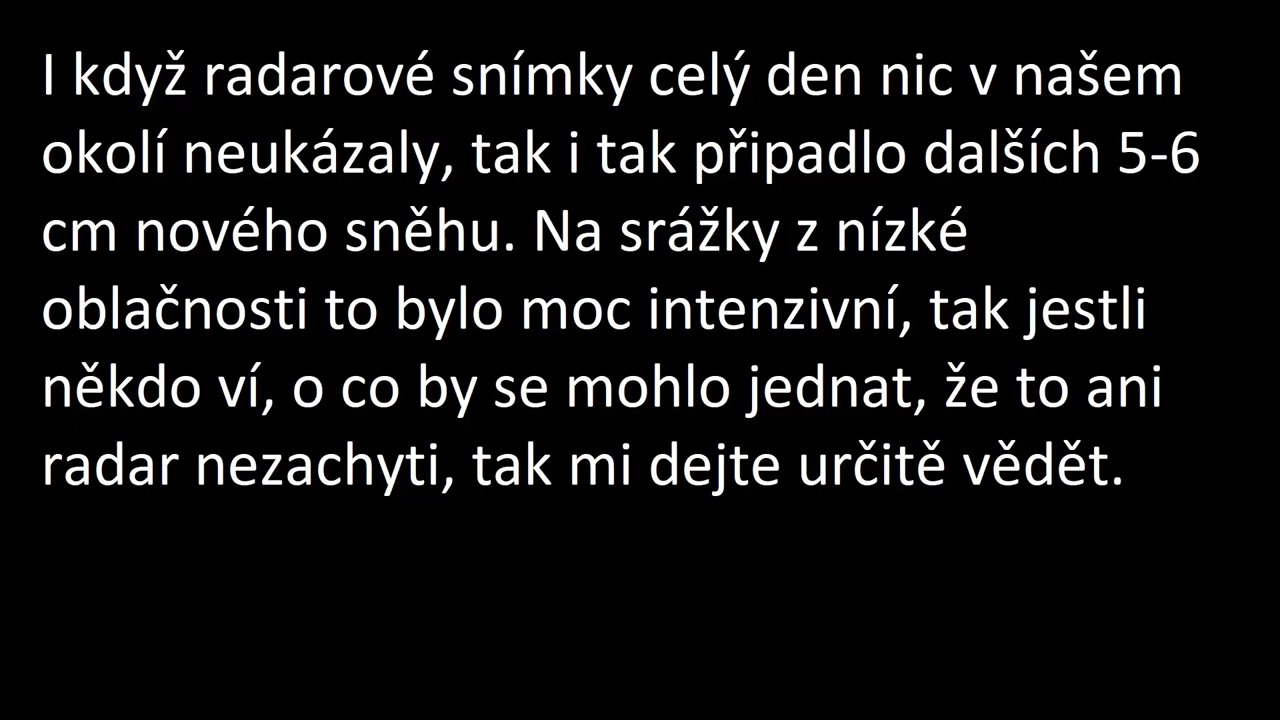 I když radarové snímky celý den nic v našem
okolí neukázaly, tak i tak připadlo dalších 5-6
cm nového sněhu. Na srážky z nízké
oblačnosti to bylo moc intenzivní, tak jestli
někdo ví, o co by se mohlo jednat, že to ani
radar nezachyti, tak mi dejte určitě vědět.